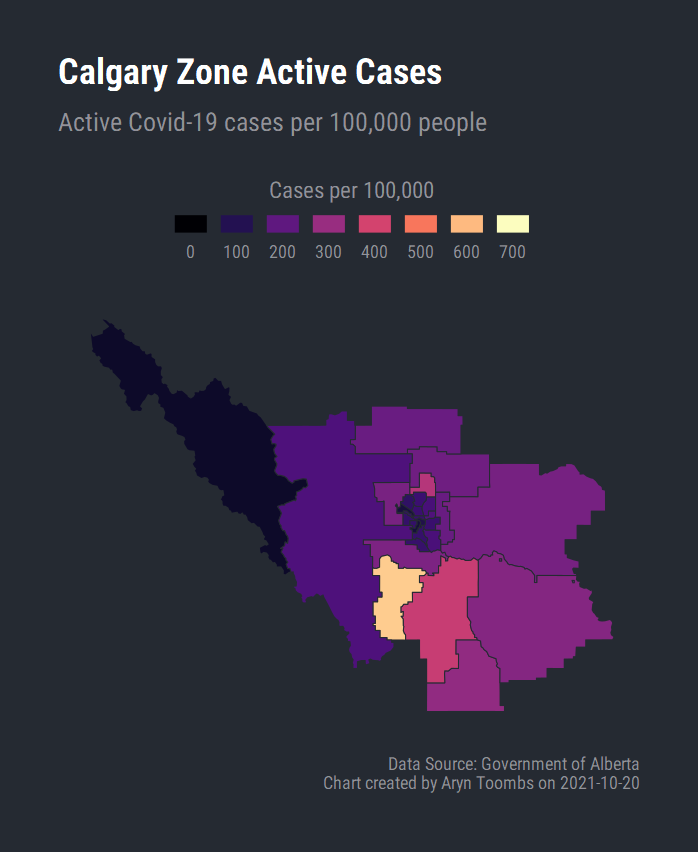 Calgary Zone Active Cases
Active Covid-19 cases per 100,000 people
Cases per 100,000
0 100 200 300 400 500 600 700
Data Source: Government of Alberta
Chart created by Aryn Toombs on 2021-10-20